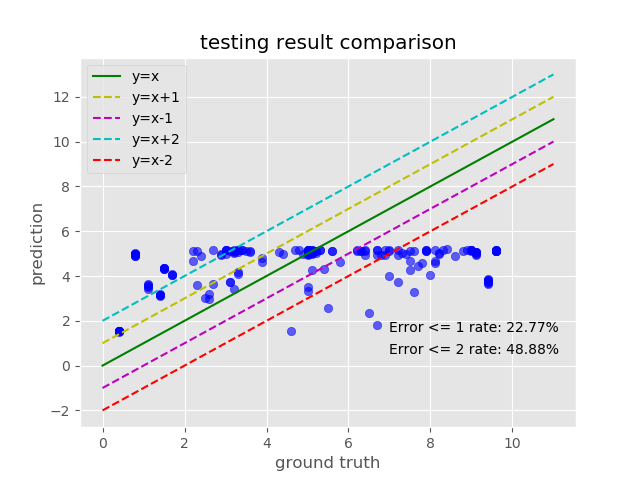 testing result comparison
y=x
y=x+1
y=x-1
y=x+2
y=x-2
12
10
8
6
4
2
0
−2
prediction
Error <= 1 rate: 22.77%
Error <= 2 rate: 48.88%
0 2 4 6 8 10
ground truth